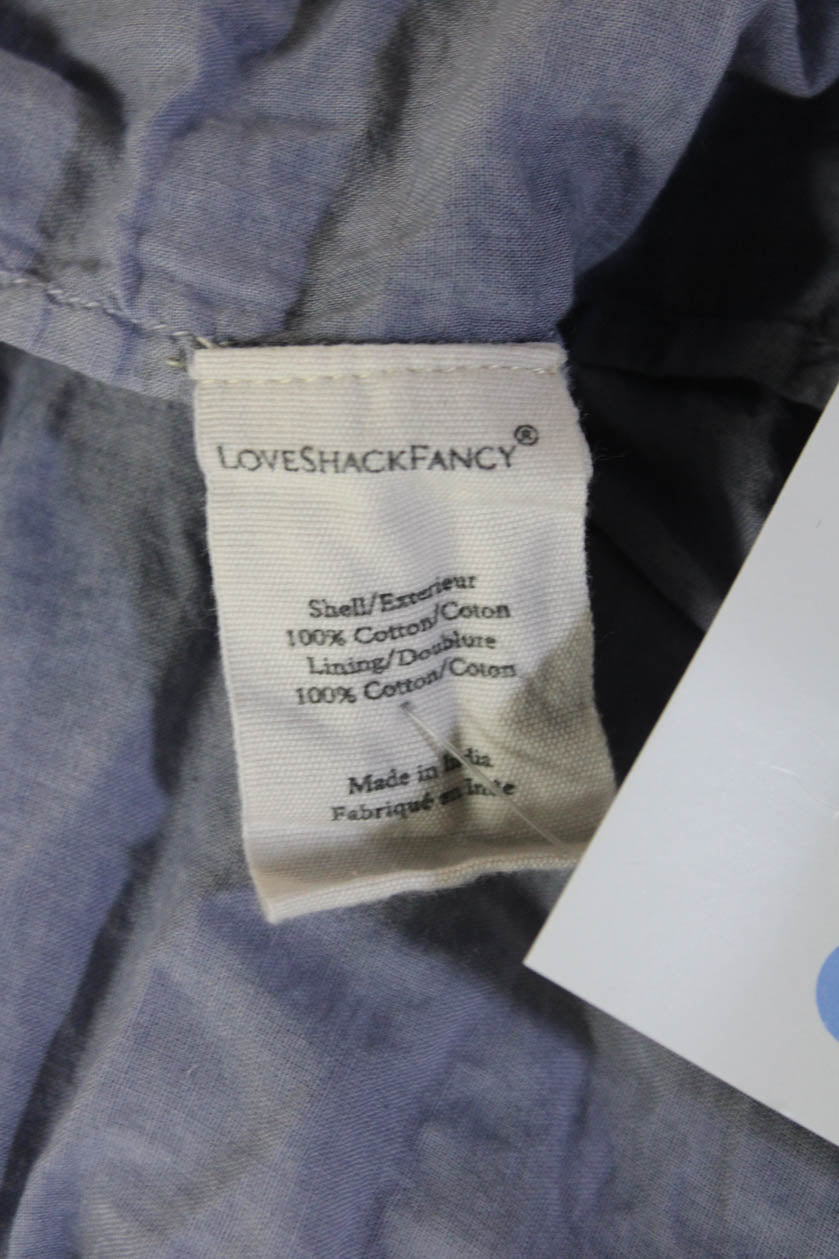 LOVESHACKFANCY®
Shell/Exterieur
100% Cotton/Coton
Lining/Doublure
100% Cotton/Coton
Made in India
Fabriqué en Inde